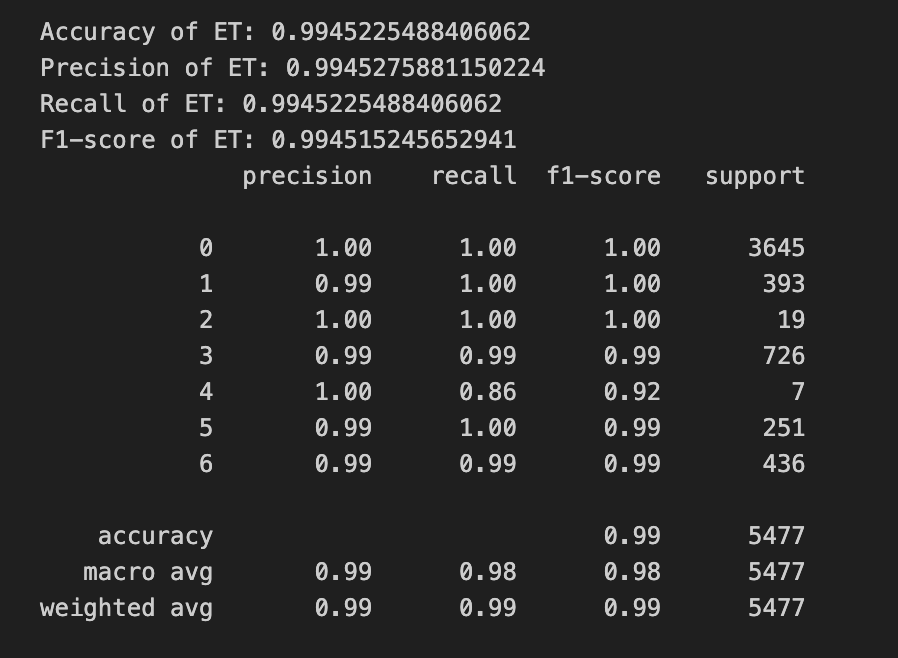 Accuracy of ET: 0.9945225488406062
Precision of ET: 0.9945275881150224
Recall of ET: 0.9945225488406062
F1-score of ET: 0.9944515245652941
precision recall f1-score support
0 1.00 1.00 1.00 3645
1 0.99 1.00 1.00 393
2 1.00 1.00 1.00 19
3 0.99 0.99 0.99 726
4 1.00 0.86 0.92 7
5 0.99 1.00 0.99 251
6 0.99 0.99 0.99 436
accuracy 0.99 5477
macro avg 0.99 0.98 0.98 5477
weighted avg 0.99 0.99 0.99 5477